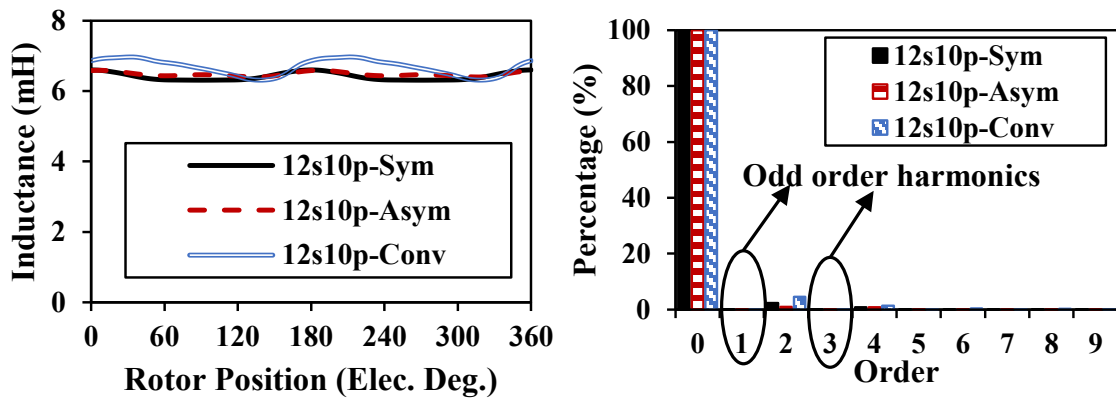 8
6
4
2
0
Inductance (mH)
12s10p-Sym
12s10p-Asym
12s10p-Conv
0 60 120 180 240 300 360
Rotor Position (Elec. Deg.)
100
80
60
40
20
0
Percentage (%)
12s10p-Sym
12s10p-Asym
12s10p-Conv
Odd order harmonics
0 1 2 3 4 5 6 7 8 9
Order